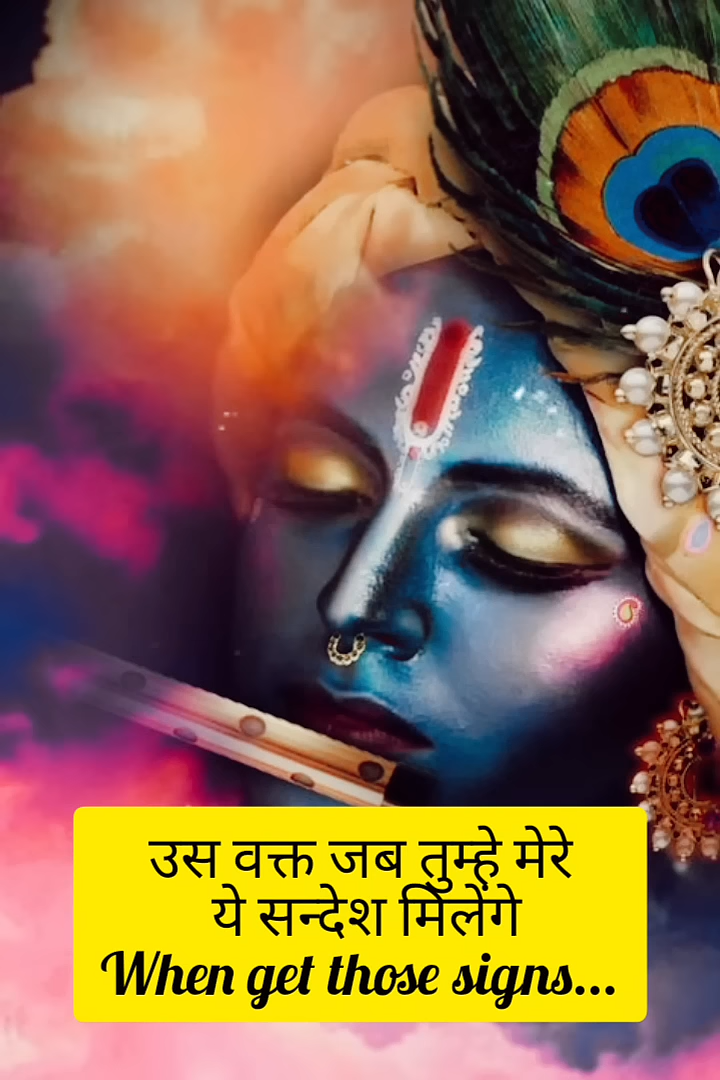 उस वक्त जब तुम्हे मेरे
ये सन्देश मिलेंगे
When get those signs...